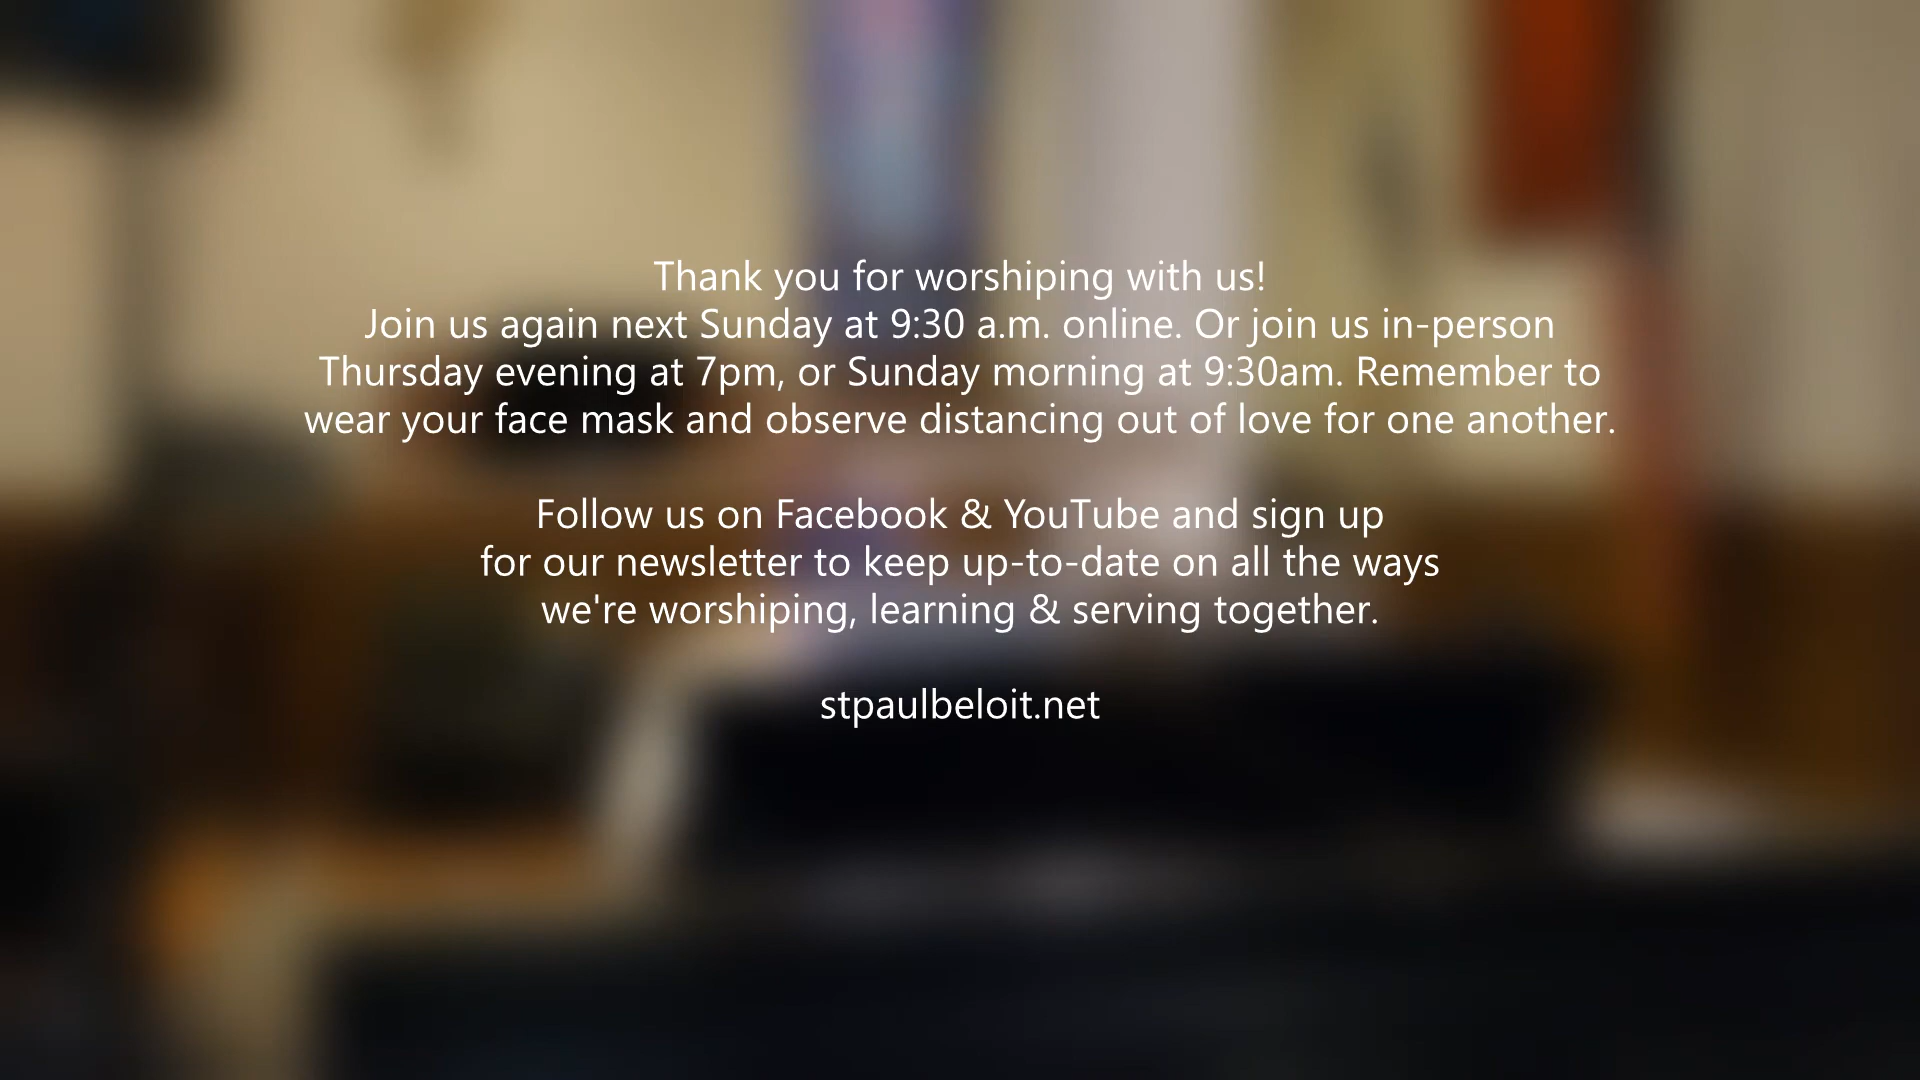 Thank you for worshiping with us!
Join us again next Sunday at 9:30 a.m. online. Or join us in-person
Thursday evening at 7pm, or Sunday morning at 9:30am. Remember to
wear your face mask and observe distancing out of love for one another.
Follow us on Facebook & YouTube and sign up
for our newsletter to keep up-to-date on all the ways
we're worshiping, learning & serving together.
stpaulbeloit.net